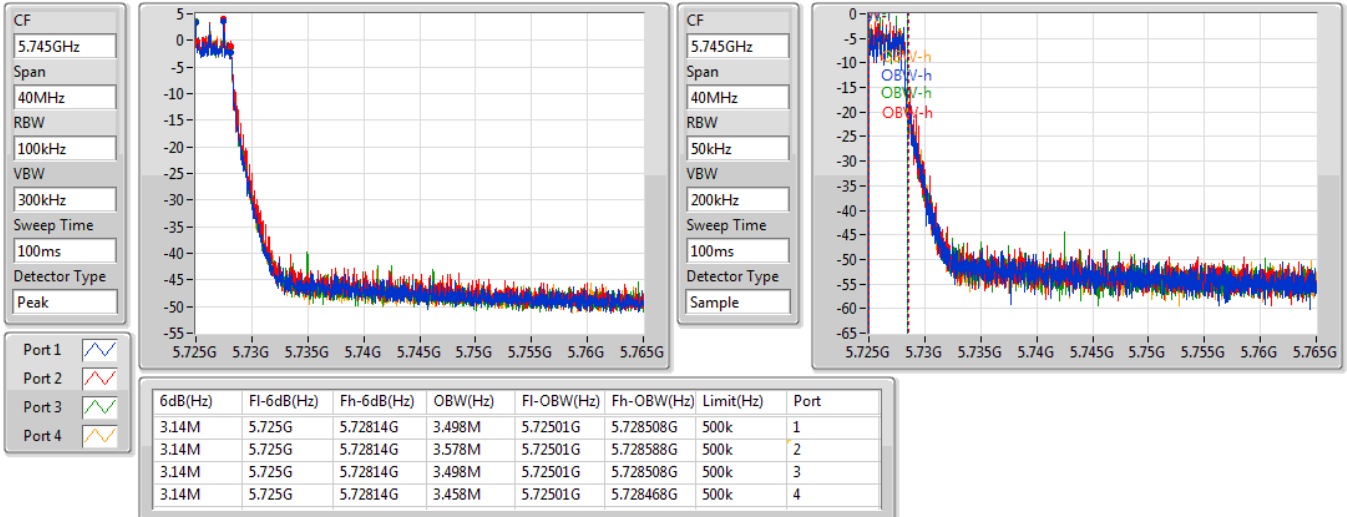 CF
5.745GHz
Span
40MHz
RBW
100kHz
VBW
300kHz
Sweep Time
100ms
Detector Type
Peak
5-
0-
-5-
-10-
-15-
-20-
-25-
-30-
-35-
-40-
-45-
-50-
-55-
5.725G 5.73G 5.735G 5.74G 5.745G 5.75G 5.755G 5.76G 5.765G
CF
5.745GHz
Span
40MHz
RBW
50kHz
VBW
200kHz
Sweep Time
100ms
Detector Type
Sample
0-
-5-
-10-
-15-
-20-
-25-
-30-
-35-
-40-
-45-
-50-
-55-
-60-
-65-
OBW-h
OBW-h
OBW-h
OBW-h
5.725G 5.73G 5.735G 5.74G 5.745G 5.75G 5.755G 5.76G 5.765G
Port 1
Port 2
Port 3
Port 4
6dB(Hz) Fl-6dB(Hz) Fh-6dB(Hz) OBW(Hz) Fl-OBW(Hz) Fh-OBW(Hz) Limit(Hz) Port
3.14M 5.725G 5.72814G 3.498M 5.72501G 5.728508G 500k 1
3.14M 5.725G 5.72814G 3.578M 5.72501G 5.728588G 500k 2
3.14M 5.725G 5.72814G 3.498M 5.72501G 5.728508G 500k 3
3.14M 5.725G 5.72814G 3.458M 5.72501G 5.728468G 500k 4